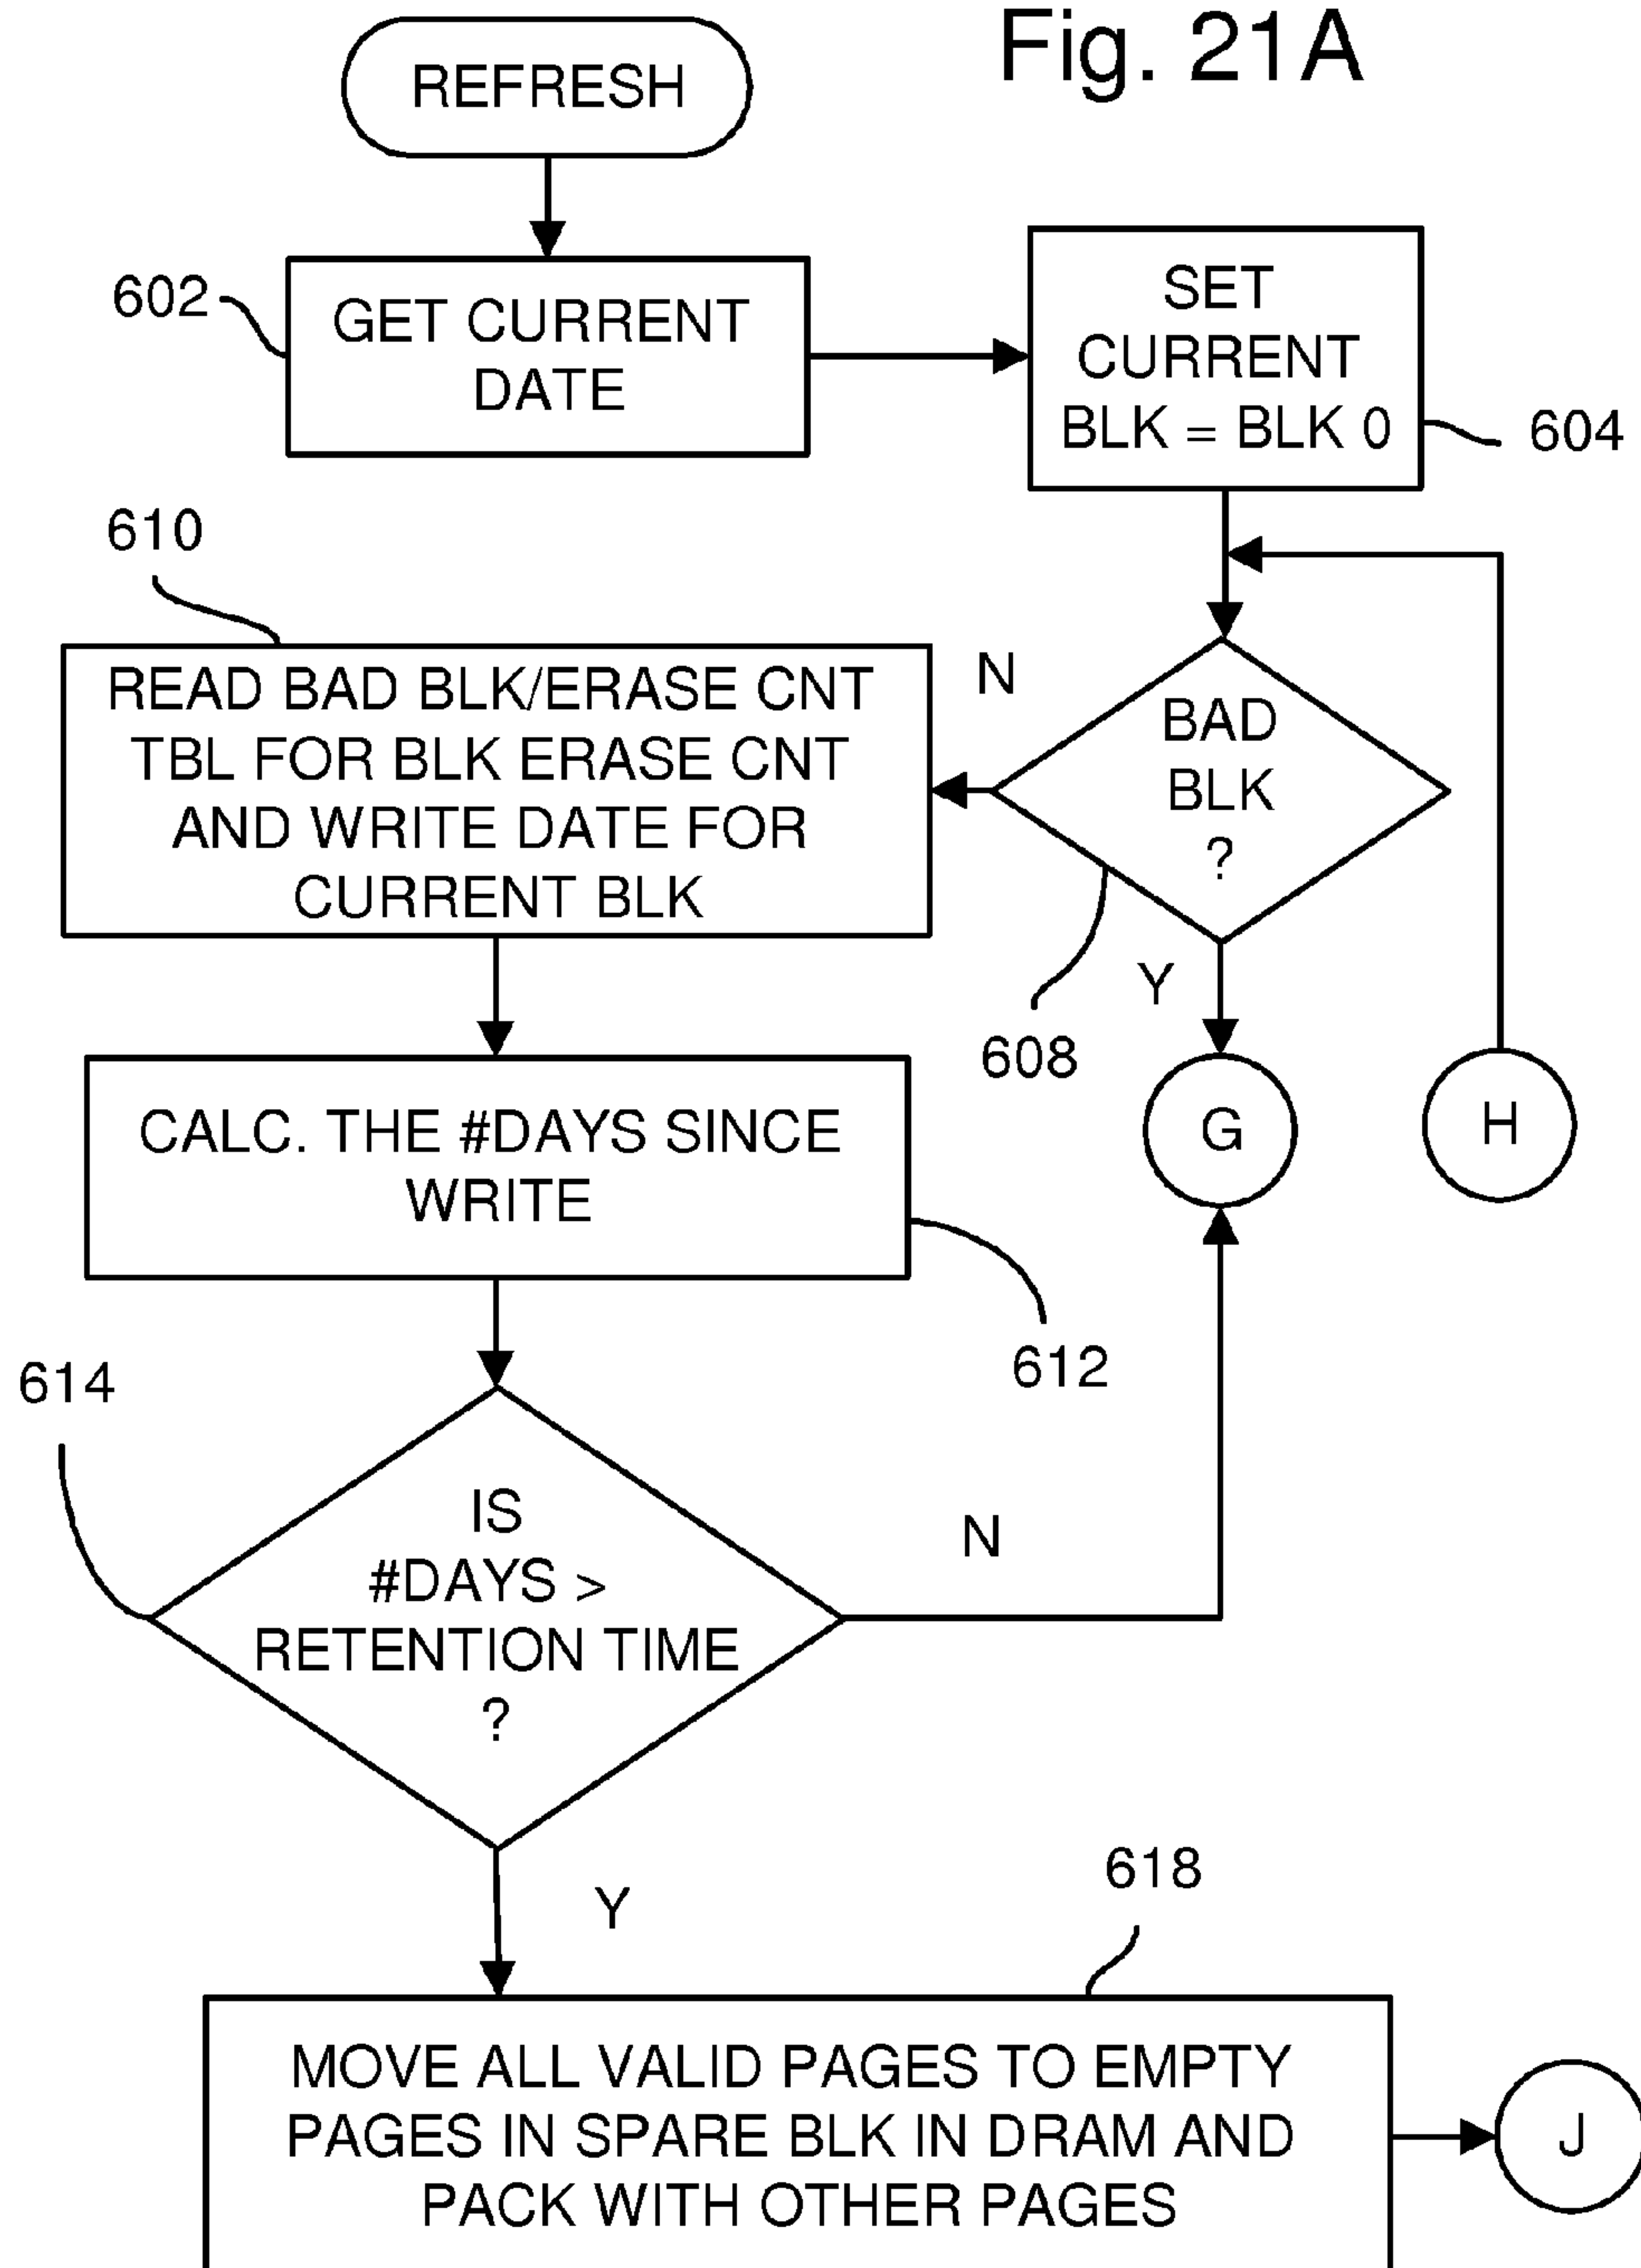 Fig. 21A
REFRESH
602
GET CURRENT
DATE
SET
CURRENT
BLK = BLK 0
604
610
READ BAD BLK/ERASE CNT
TBL FOR BLK ERASE CNT
AND WRITE DATE FOR
CURRENT BLK
N
BAD
BLK
?
Y
608
G
H
CALC. THE #DAYS SINCE
WRITE
612
614
IS
#DAYS >
RETENTION TIME
?
N
Y
618
MOVE ALL VALID PAGES TO EMPTY
PAGES IN SPARE BLK IN DRAM AND
PACK WITH OTHER PAGES
J